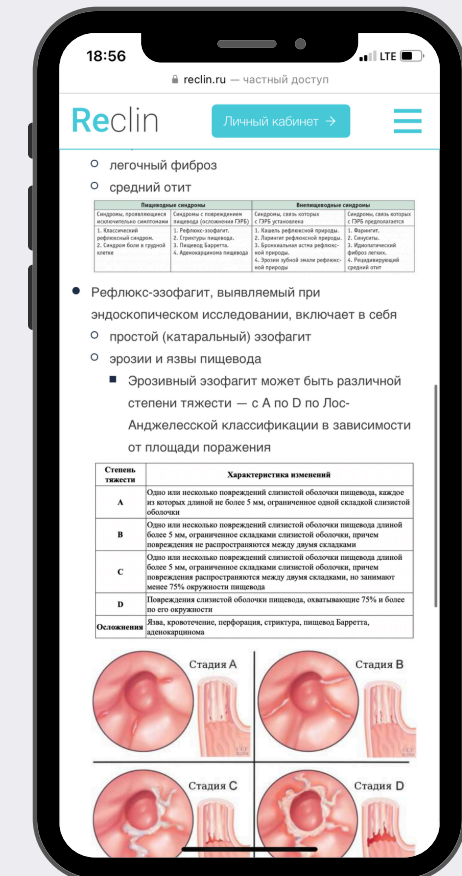 18:56
LTE
reclin.ru — частный доступ
Reclin
Личный кабинет →
легочный фиброз
средний отит
Пищеводные синдромы
Внепищеводные синдромы
Синдромы, проявляющиеся
исключительно симптомами
Синдромы с повреждением
пищевода (осложнения ГЭРБ)
Синдромы, связь которых
с ГЭРБ установлена
Синдромы, связь которых
с ГЭРБ предполагается
1. Классический
рефлюксный синдром.
2. Синдром боли в грудной
клетке
1. Рефлюкс-эзофагит.
2. Стриктуры пищевода.
3. Пищевод Барретта.
4. Аденокарцинома пищевода
1. Кашель рефлюксной природы.
2. Ларингит рефлюксной природы.
3. Бронхиальная астма рефлюкс-
ной природы.
4. Эрозии зубной эмали рефлюкс-
ной природы
1. Фарингит.
2. Синуситы.
3. Идиопатический
фиброз легких.
4. Рецидивирующий
средний отит
Рефлюкс-эзофагит, выявляемый при
эндоскопическом исследовании, включает в себя
простой (катаральный) эзофагит
эрозии и язвы пищевода
Эрозивный эзофагит может быть различной
степени тяжести — с A по D по Лос-
Анджелесской классификации в зависимости
от площади поражения
Степень
тяжести
Характеристика изменений
A
Одно или несколько повреждений слизистой оболочки пищевода, каждое
из которых длиной не более 5 мм, ограниченное одной складкой слизистой
оболочки
B
Одно или несколько повреждений слизистой оболочки пищевода длиной
более 5 мм, ограниченное складками слизистой оболочки, причем
повреждения не распространяются между двумя складками
C
Одно или несколько повреждений слизистой оболочки пищевода длиной
более 5 мм, ограниченное складками слизистой оболочки, причем
повреждения распространяются между двумя складками, но занимают
менее 75% окружности пищевода
D
Повреждения слизистой оболочки пищевода, охватывающие 75% и более
по его окружности
Осложнения
Язва, кровотечение, перфорация, стриктура, пищевод Барретта,
аденокарцинома
Стадия A
Стадия B
Стадия C
Стадия D